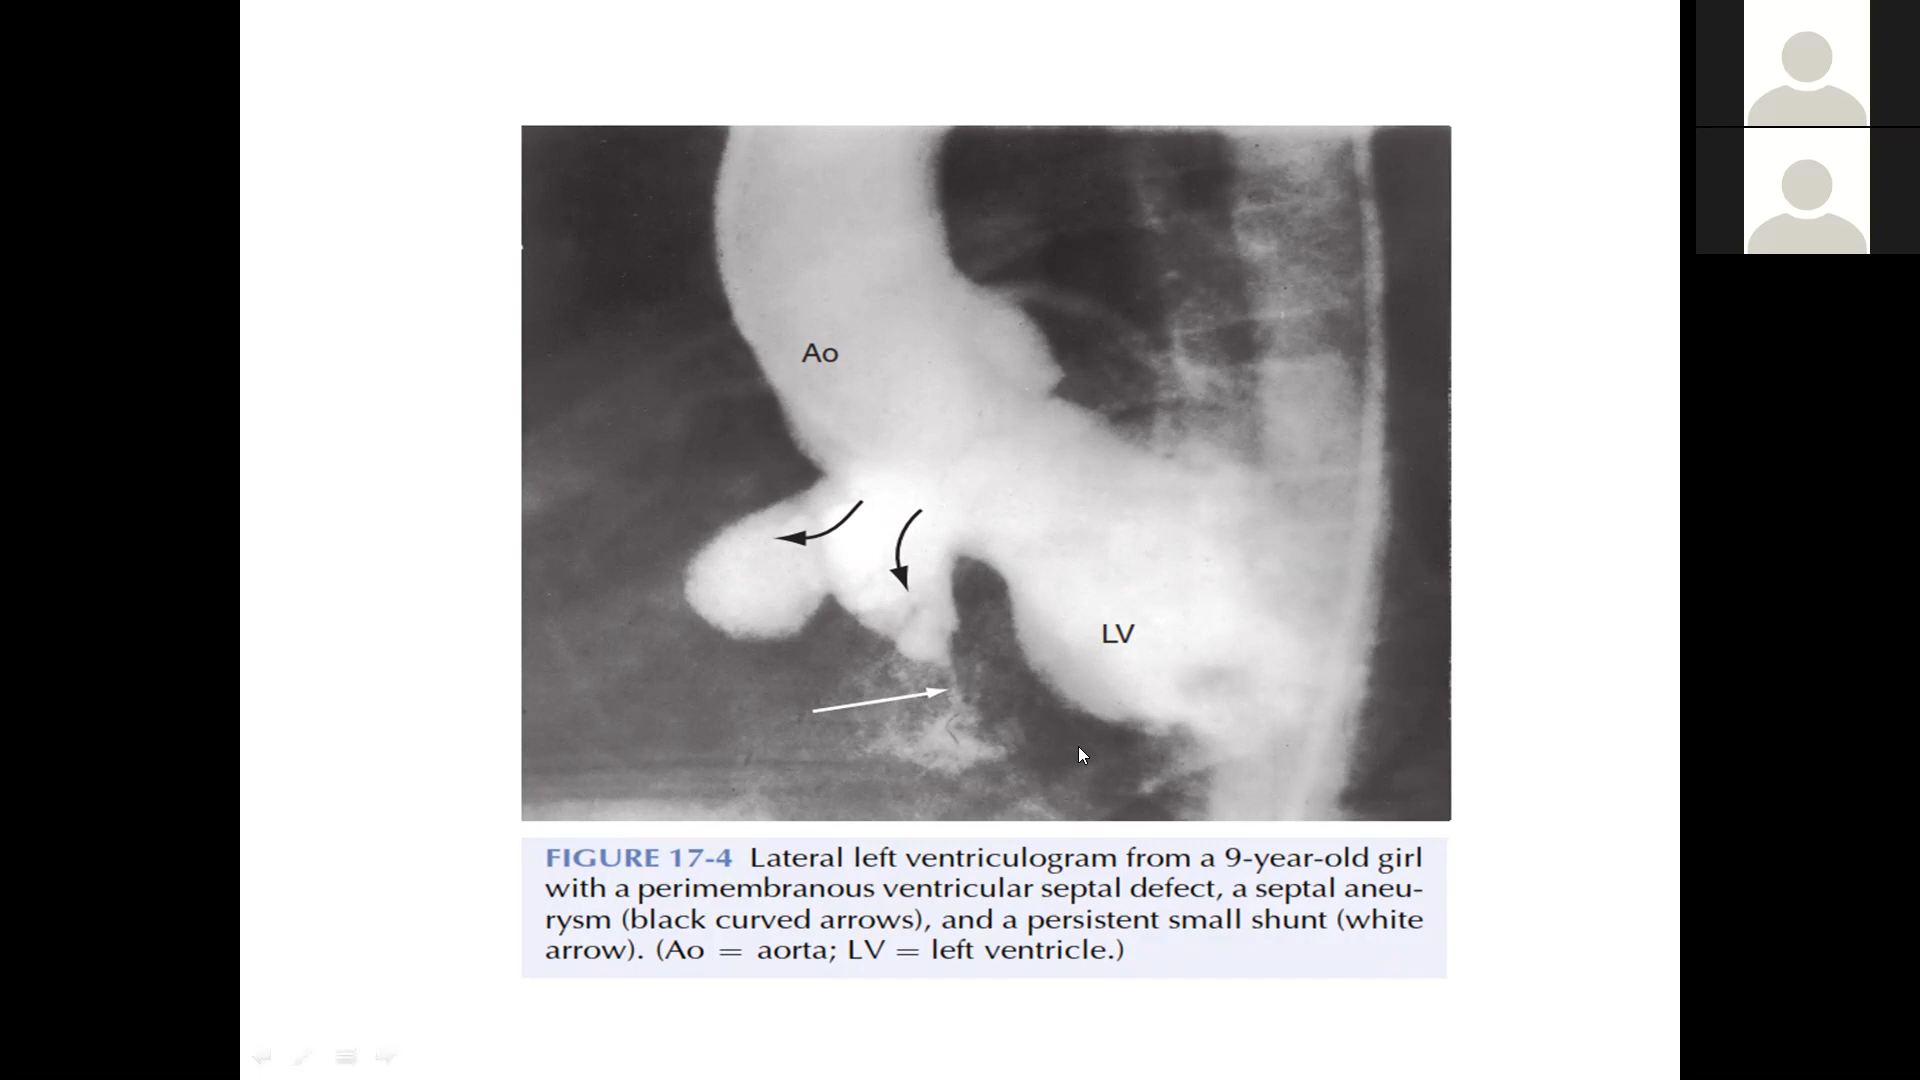 Ao
LV
FIGURE 17-4 Lateral left ventriculogram from a 9-year-old girl
with a perimembranous ventricular septal defect, a septal aneu-
rysm (black curved arrows), and a persistent small shunt (white
arrow). (Ao = aorta; LV = left ventricle.)